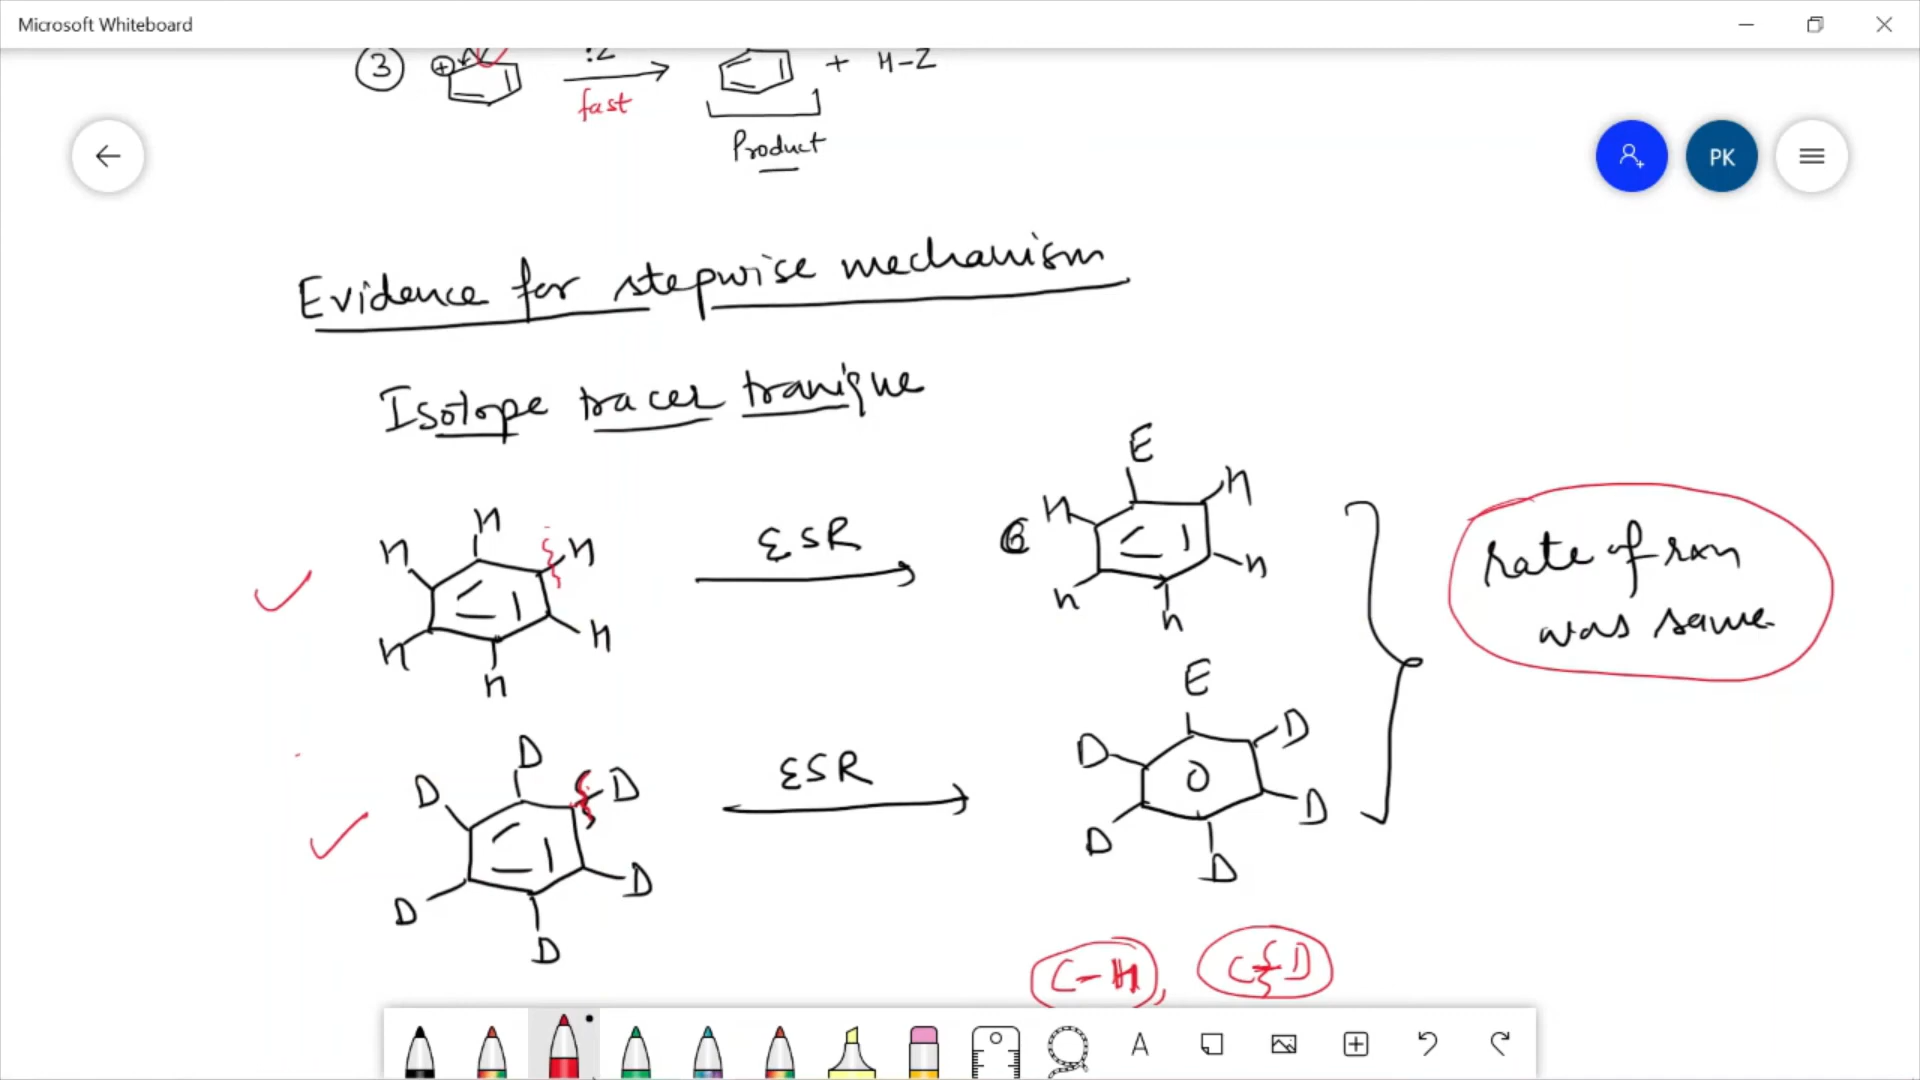 Microsoft Whiteboard
3 + :Z fast + H-Z
Product
PK
Evidence for stepwise mechanism
Isotope tracer tranique
H H H H H H ESR E H H H H H
rate of rxn
was same
D D D D D D ESR E D D D D D
C-H, C-D
A